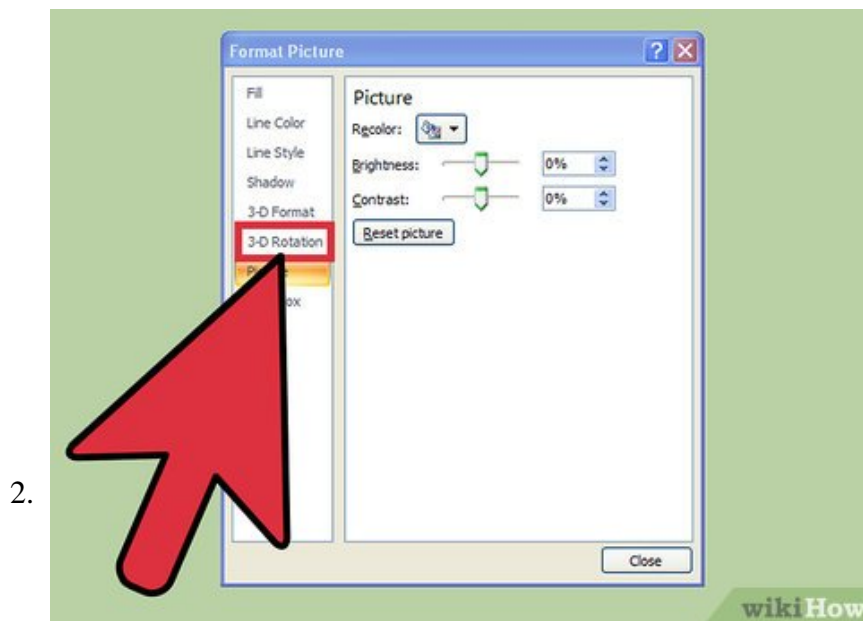 Format Picture
Fill
Line Color
Line Style
Shadow
3-D Format
3-D Rotation
Picture
Recolor:
Brightness: 0%
Contrast: 0%
Reset picture
2.
Close
wikiHow